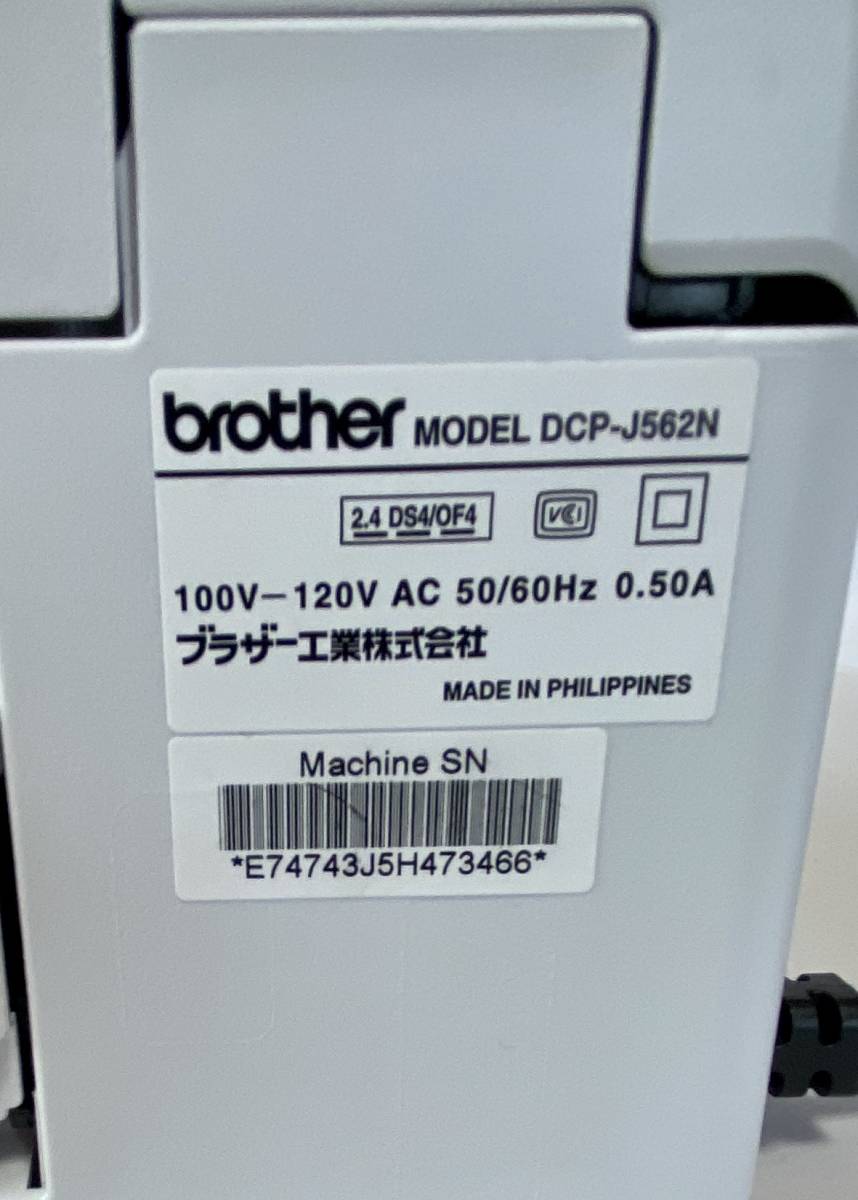 brother MODEL DCP-J562N
2.4 DS4/OF4 VCI
100V-120V AC 50/60Hz 0.50A
ブラザー工業株式会社
MADE IN PHILIPPINES
Machine SN
*E74743J5H473466*